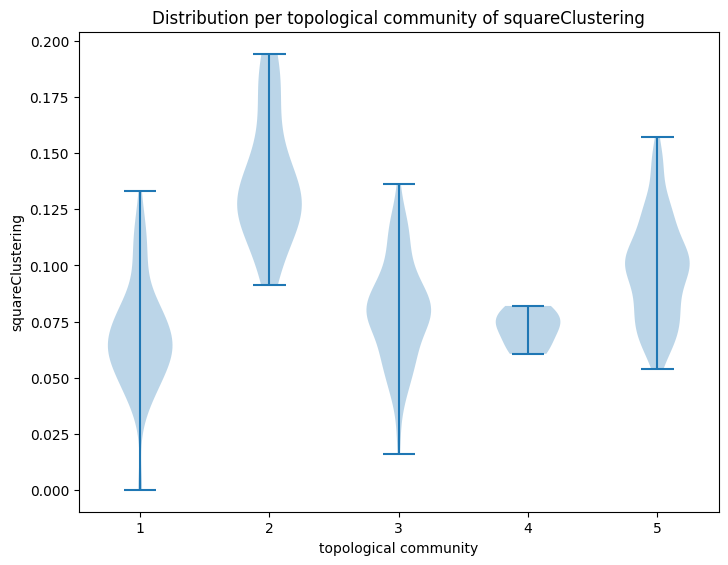 Distribution per topological community of squareClustering
squareClustering
0.200
0.175
0.150
0.125
0.100
0.075
0.050
0.025
0.000
1 2 3 4 5
topological community